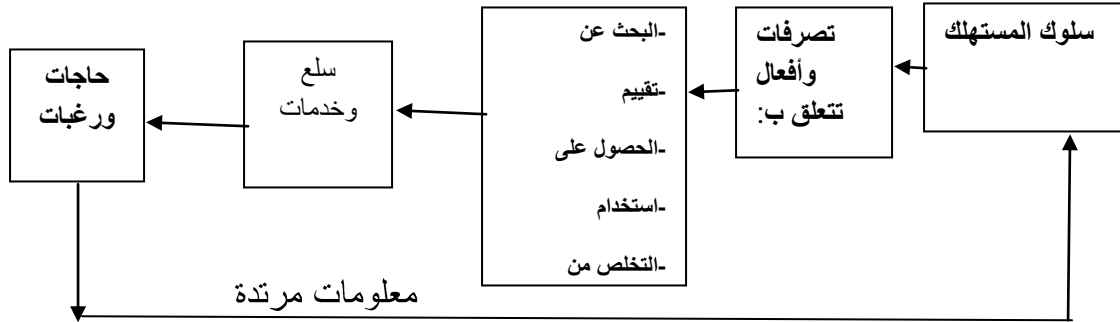 سلوك المستهلك
تصرفات
وأفعال
تتعلق ب:
-البحث عن
-تقييم
-الحصول على
-استخدام
-التخلص من
سلع
وخدمات
حاجات
ورغبات
معلومات مرتدة